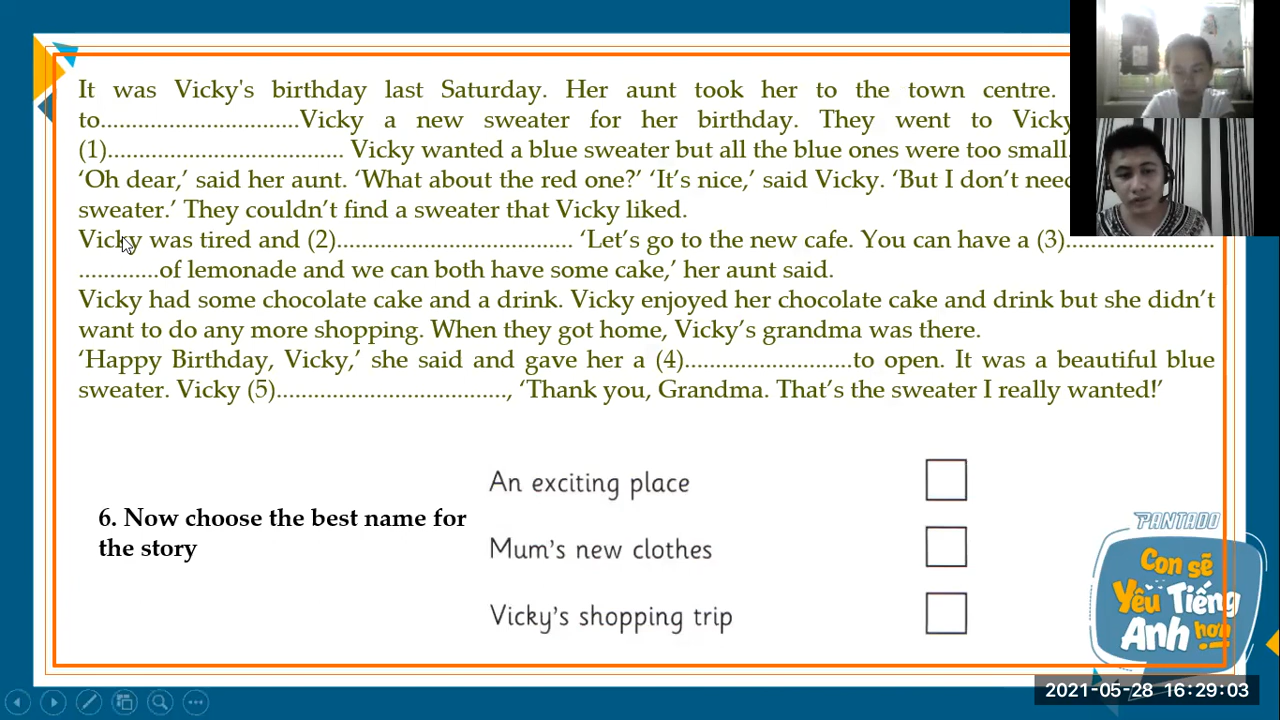 It was Vicky's birthday last Saturday. Her aunt took her to the town centre.
to...............................Vicky a new sweater for her birthday. They went to Vicky
(1)...................................... Vicky wanted a blue sweater but all the blue ones were too small.
‘Oh dear,’ said her aunt. ‘What about the red one?’ ‘It’s nice,’ said Vicky. ‘But I don’t need
sweater.’ They couldn’t find a sweater that Vicky liked.
Vicky was tired and (2)...................................... ‘Let’s go to the new cafe. You can have a (3)........................
.............of lemonade and we can both have some cake,’ her aunt said.
Vicky had some chocolate cake and a drink. Vicky enjoyed her chocolate cake and drink but she didn’t
want to do any more shopping. When they got home, Vicky’s grandma was there.
‘Happy Birthday, Vicky,’ she said and gave her a (4)...........................to open. It was a beautiful blue
sweater. Vicky (5)....................................., ‘Thank you, Grandma. That’s the sweater I really wanted!’
An exciting place
6. Now choose the best name for
the story
Mum’s new clothes
Vicky’s shopping trip
PANTADO
Con sẽ
Yêu Tiếng
Anh hơn
2021-05-28 16:29:03